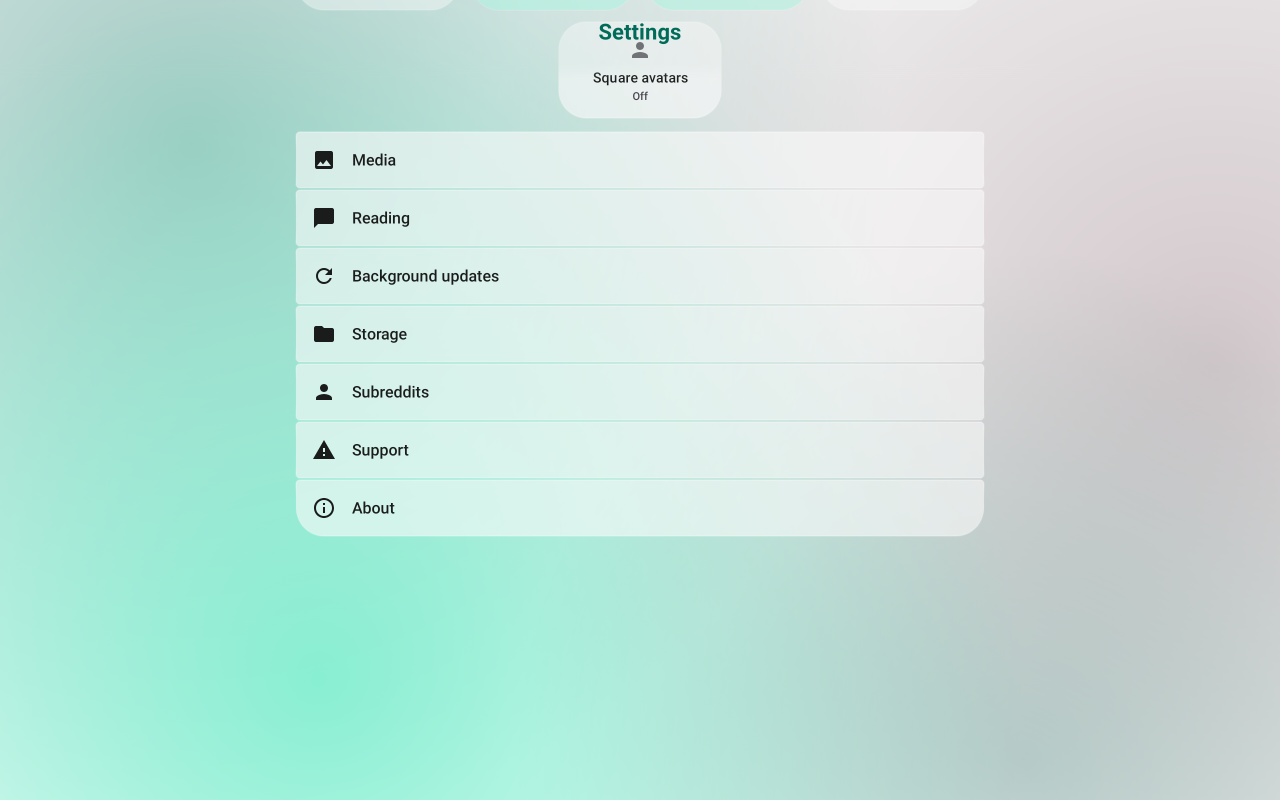 Settings
Square avatars
Off
Media
Reading
Background updates
Storage
Subreddits
Support
About